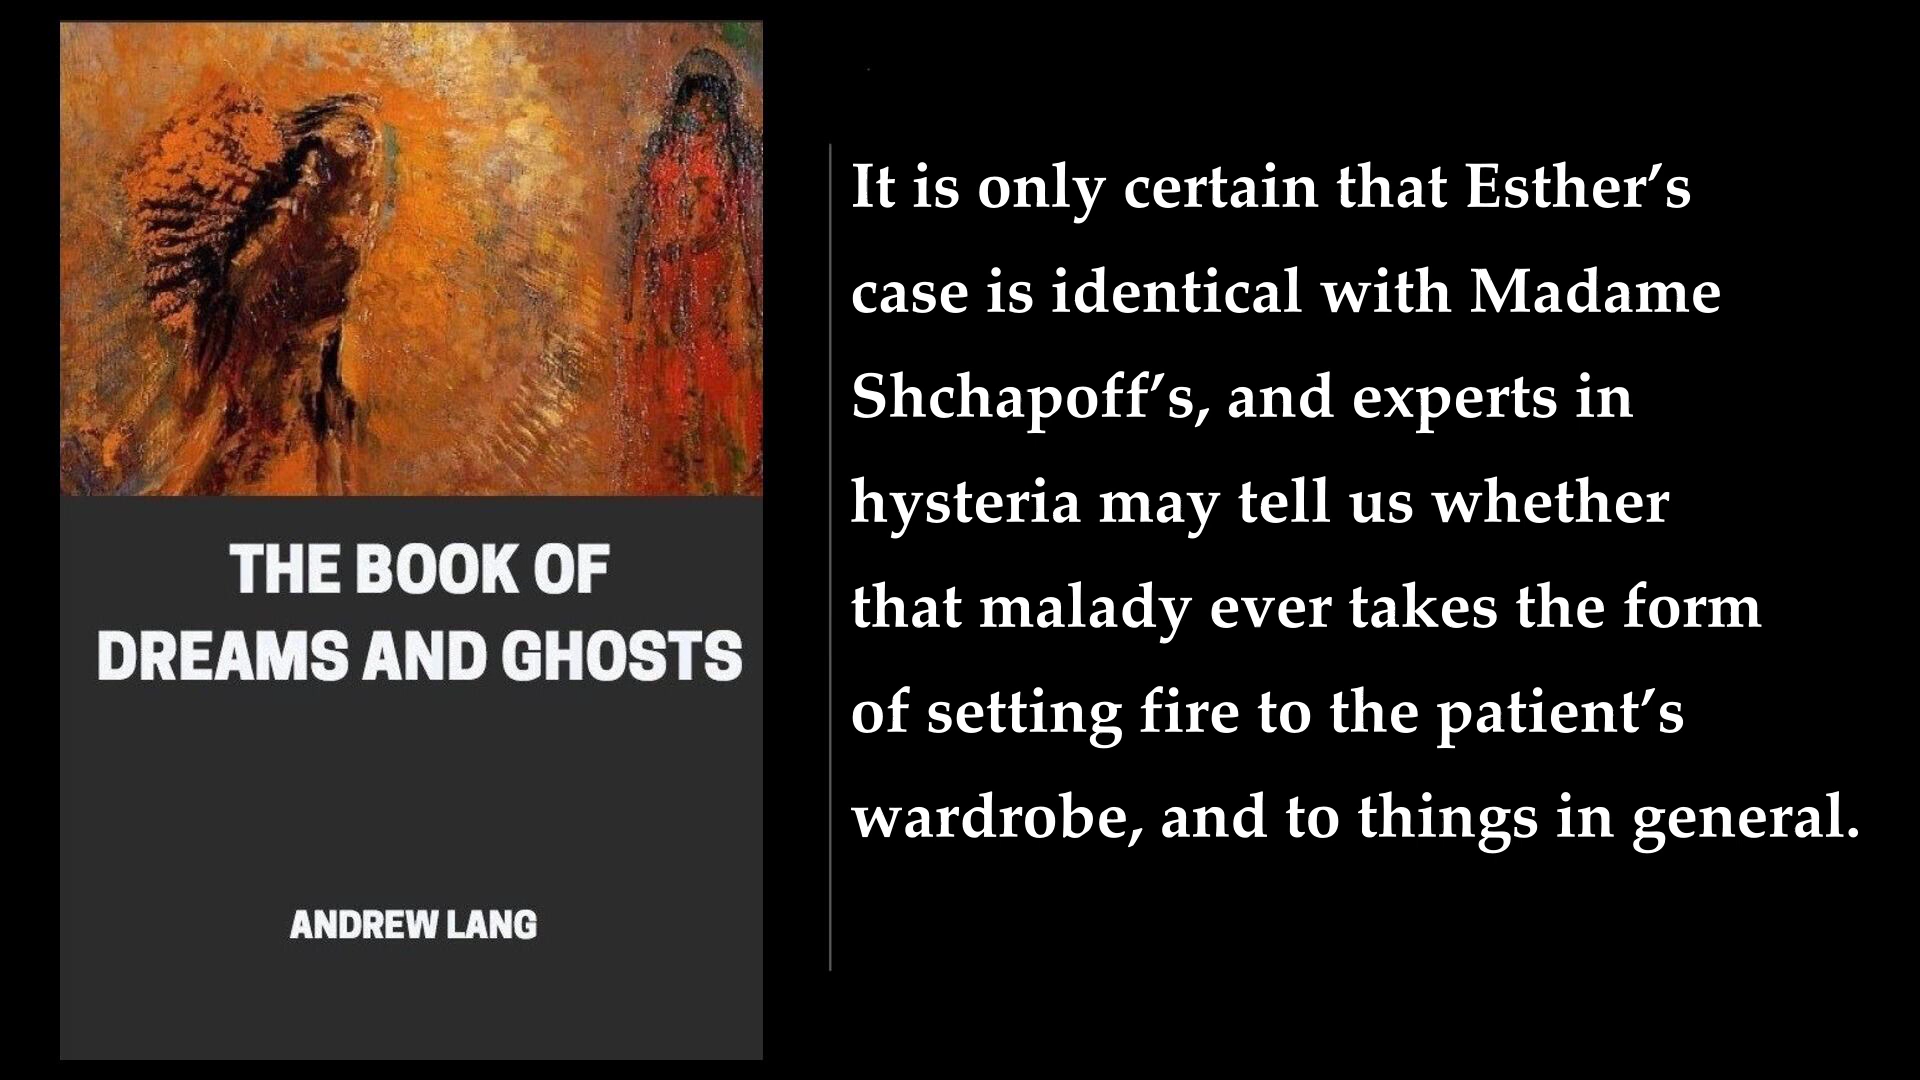 THE BOOK OF
DREAMS AND GHOSTS
ANDREW LANG
It is only certain that Esther’s
case is identical with Madame
Shchapoff’s, and experts in
hysteria may tell us whether
that malady ever takes the form
of setting fire to the patient’s
wardrobe, and to things in general.